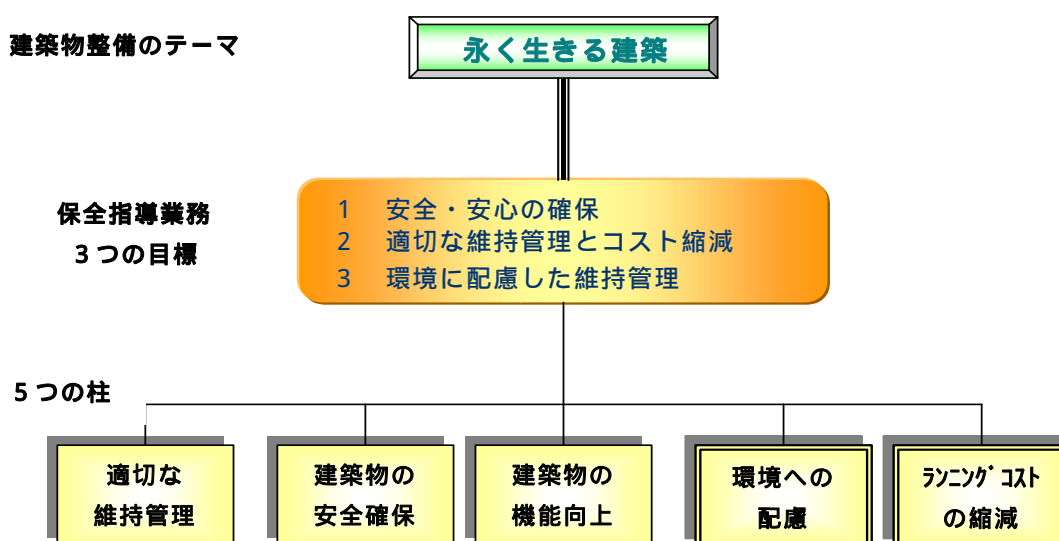 建築物整備のテーマ
永く生きる建築
保全指導業務
3つの目標
1 安全・安心の確保
2 適切な維持管理とコスト縮減
3 環境に配慮した維持管理
5つの柱
適切な
維持管理
建築物の
安全確保
建築物の
機能向上
環境への
配慮
ﾗﾝﾆﾝｸﾞｺｽﾄ
の縮減